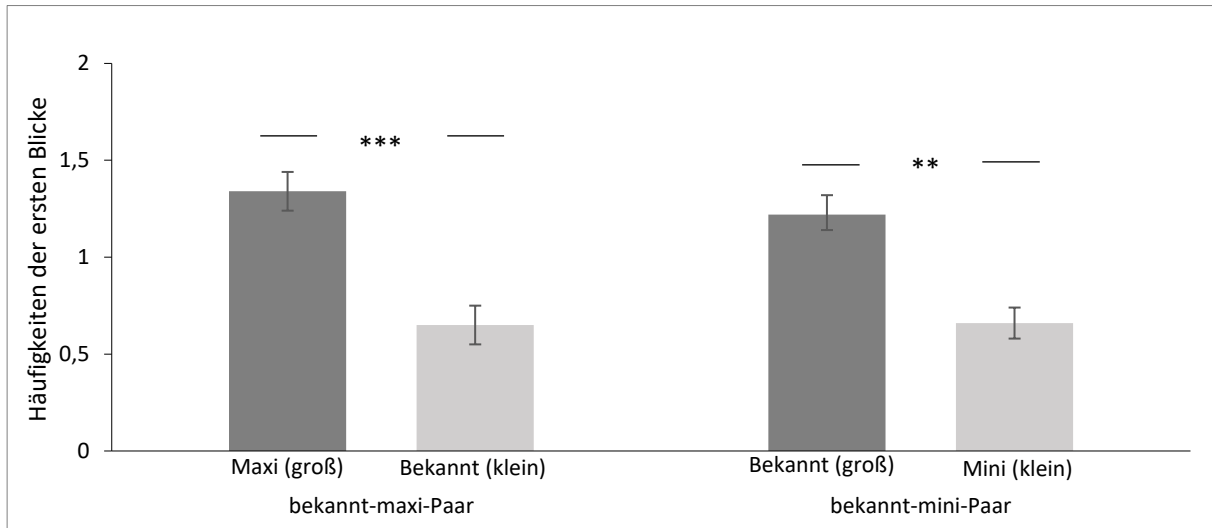 Häufigkeiten der ersten Blicke
2
1,5
1
0,5
0
***
**
Maxi (groß)
Bekannt (klein)
Bekannt (groß)
Mini (klein)
bekannt-maxi-Paar
bekannt-mini-Paar